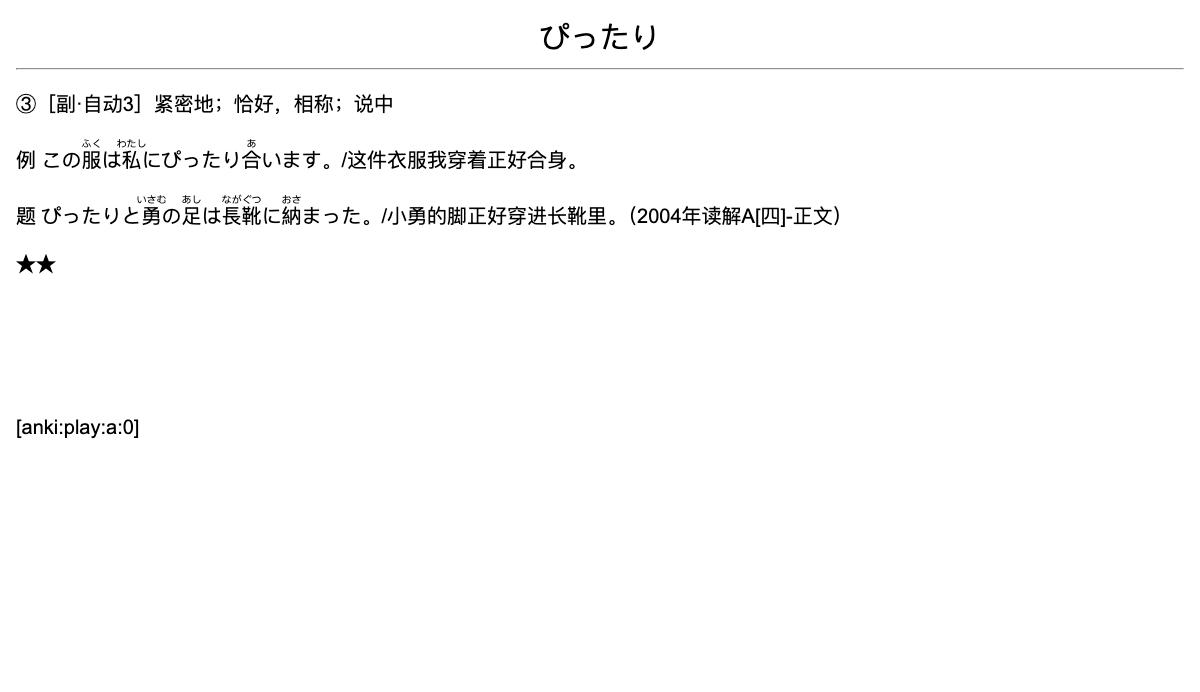 ぴったり
③［副·自动3］紧密地；恰好，相称；说中
ふく わたし あ
例 この服は私にぴったり合います。/这件衣服我穿着正好合身。
いさむ あし ながぐつ おさ
题 ぴったりと勇の足は長靴に納まった。/小勇的脚正好穿进长靴里。（2004年读解A[四]-正文）
★★
[anki:play:a:0]